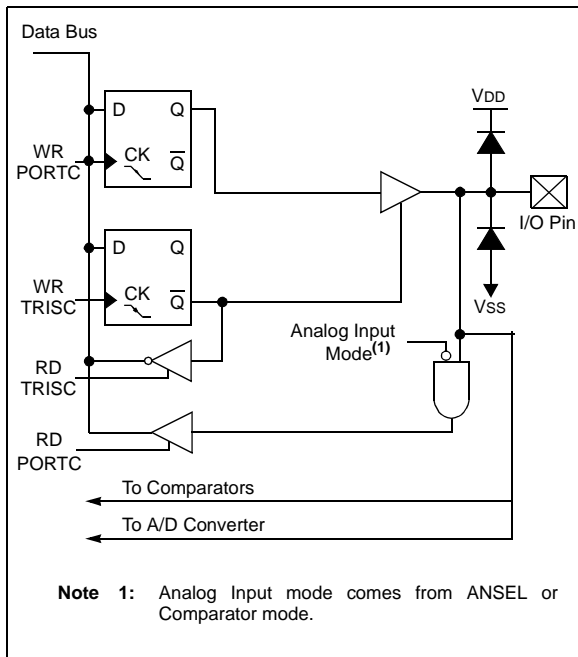 Data Bus
D Q
WR
PORTC
CK Q
VDD
I/O Pin
D Q
WR
TRISC
CK Q
VSS
Analog Input
Mode(1)
RD
TRISC
RD
PORTC
To Comparators
To A/D Converter
Note 1: Analog Input mode comes from ANSEL or
Comparator mode.